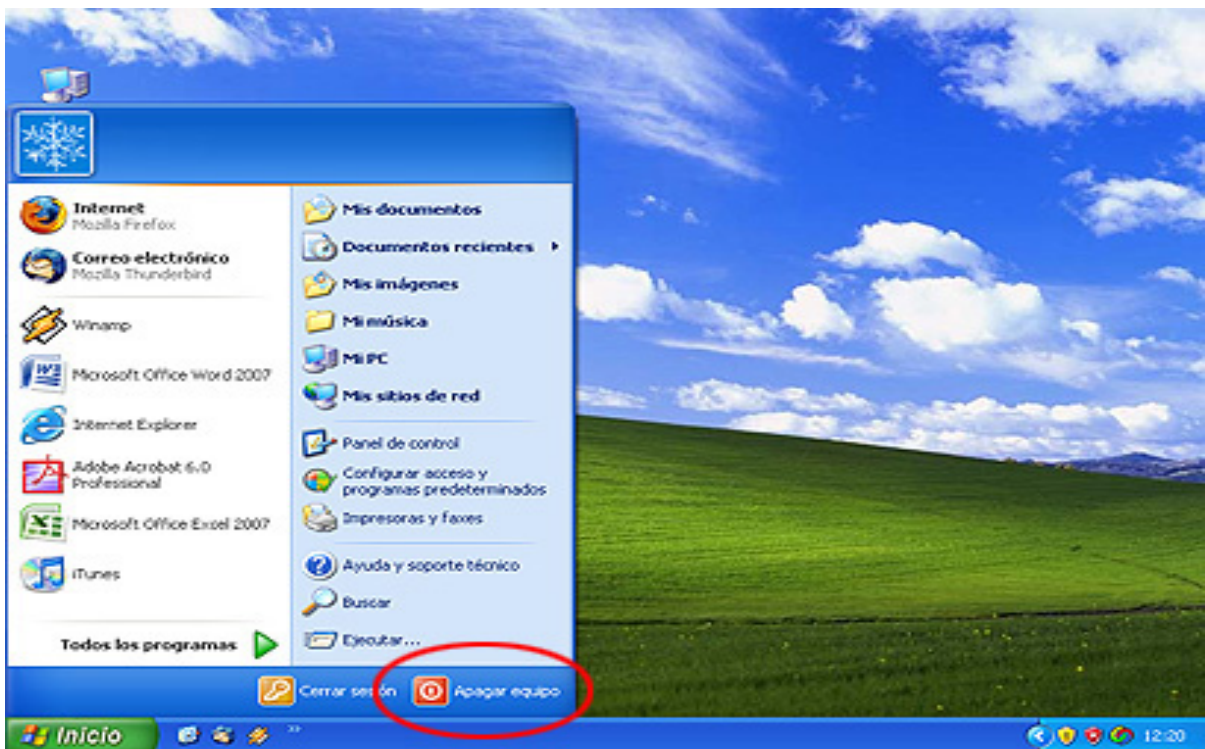 Internet
Mozilla Firefox
Correo electrónico
Mozilla Thunderbird
Winamp
Microsoft Office Word 2007
Internet Explorer
Adobe Acrobat 6.0
Professional
Microsoft Office Excel 2007
iTunes
Todos los programas
Mis documentos
Documentos recientes
Mis imágenes
Mi música
Mi PC
Mis sitios de red
Panel de control
Configurar acceso y
programas predeterminados
Impresoras y faxes
Ayuda y soporte técnico
Buscar
Ejecutar...
Cerrar sesión
Apagar equipo
Inicio
12:20